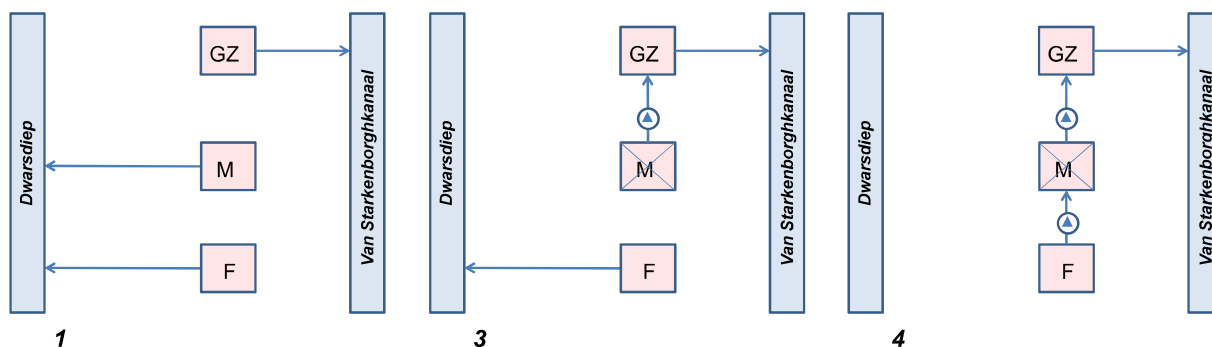 Dwarsdiep
GZ
M
F
Van Starkenborghkanaal
1
Dwarsdiep
GZ
M
F
Van Starkenborghkanaal
3
Dwarsdiep
GZ
M
F
Van Starkenborghkanaal
4